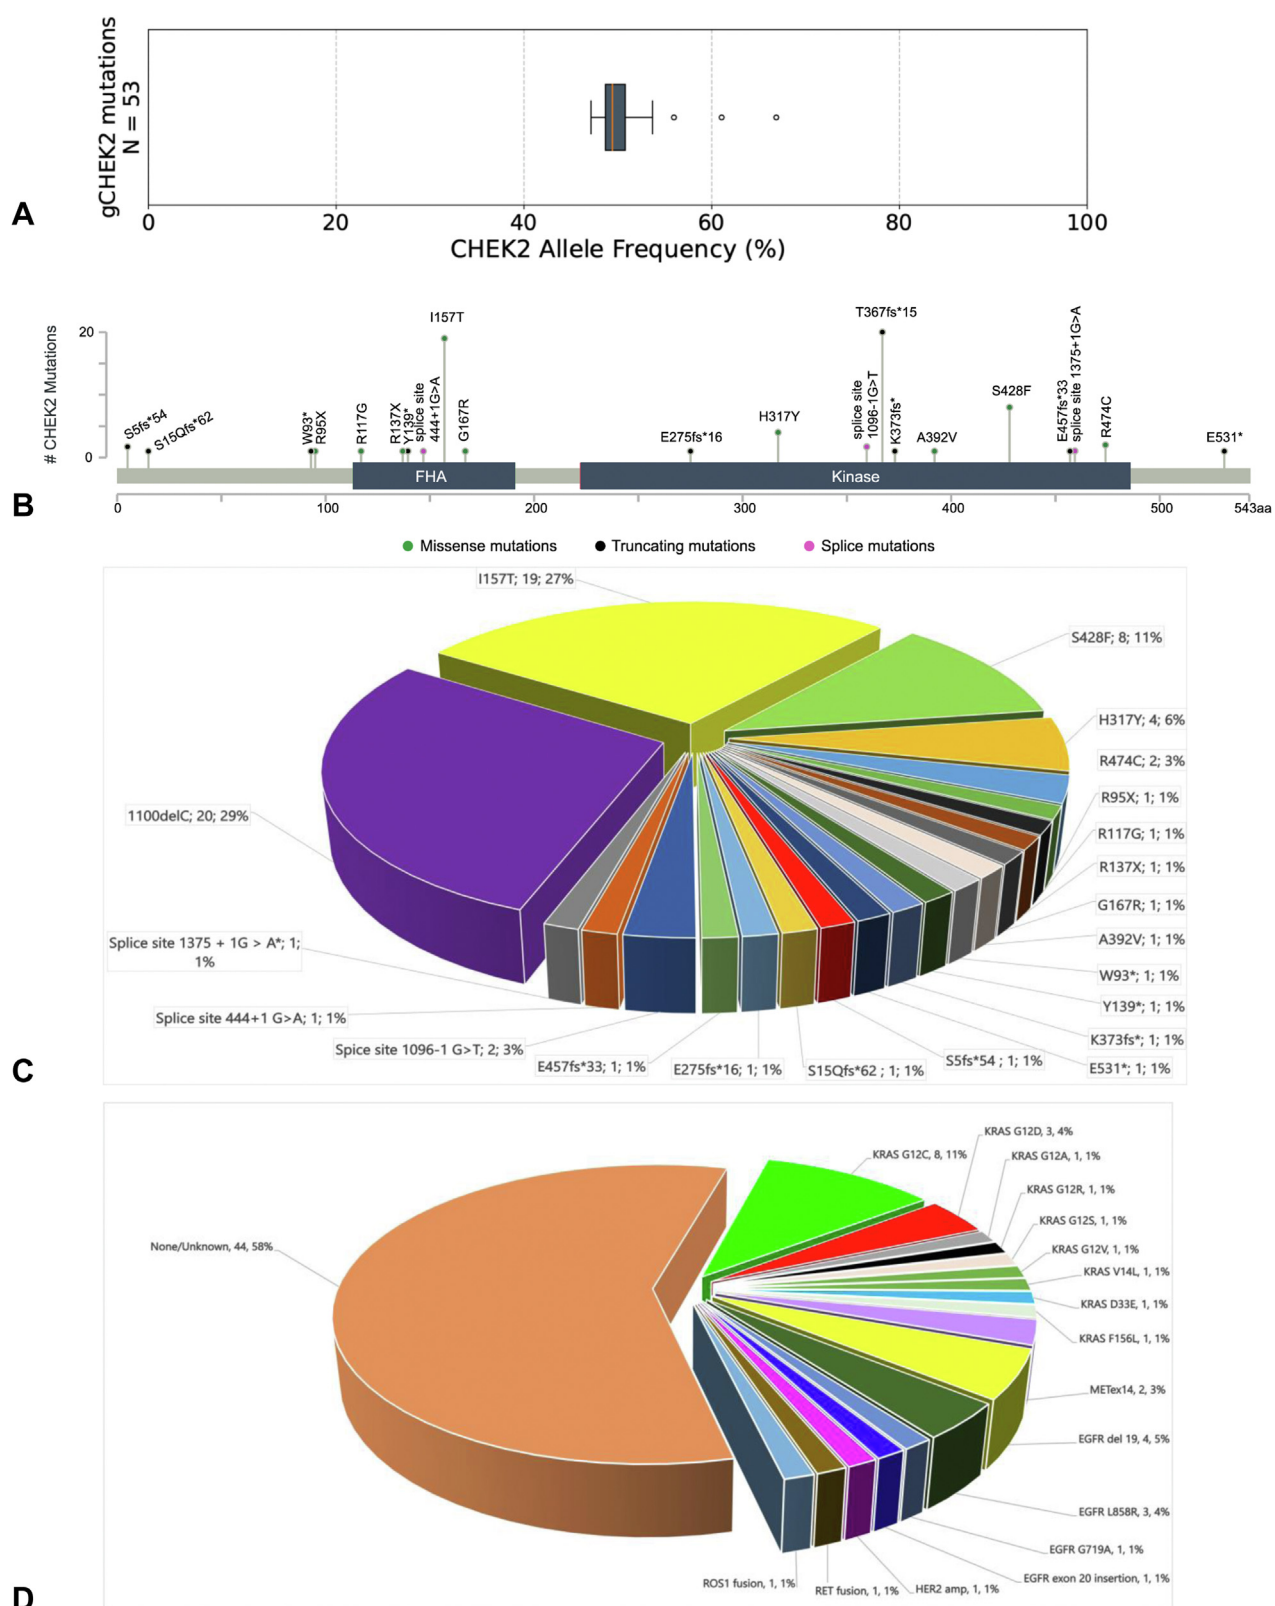 gCHEK2 mutations
N = 53
A
0 20 40 60 80 100
CHEK2 Allele Frequency (%)
# CHEK2 Mutations
20
0
S5fs*54
S15Qfs*62
W93*
R95X
R117G
R137X
Y139*
splice site
444+1G>A
I157T
G167R
E275fs*16
H317Y
splice site
1096-1G>T
T367fs*15
K373fs*
A392V
S428F
E457fs*33
splice site 1375+1G>A
R474C
E531*
FHA
Kinase
B
0 100 200 300 400 500 543aa
Missense mutations Truncating mutations Splice mutations
I157T; 19; 27%
S428F; 8; 11%
H317Y; 4; 6%
R474C; 2; 3%
R95X; 1; 1%
R117G; 1; 1%
R137X; 1; 1%
G167R; 1; 1%
A392V; 1; 1%
W93*; 1; 1%
Y139*; 1; 1%
K373fs*; 1; 1%
E531*; 1; 1%
S5fs*54 ; 1; 1%
S15Qfs*62 ; 1; 1%
E275fs*16; 1; 1%
E457fs*33; 1; 1%
Spice site 1096-1 G>T; 2; 3%
Splice site 444+1 G>A; 1; 1%
Splice site 1375 + 1G > A*; 1;
1%
1100delC; 20; 29%
C
KRAS G12C, 8, 11%
KRAS G12D, 3, 4%
KRAS G12A, 1, 1%
KRAS G12R, 1, 1%
KRAS G12S, 1, 1%
KRAS G12V, 1, 1%
KRAS V14L, 1, 1%
KRAS D33E, 1, 1%
KRAS F156L, 1, 1%
METex14, 2, 3%
EGFR del 19, 4, 5%
EGFR L858R, 3, 4%
EGFR G719A, 1, 1%
EGFR exon 20 insertion, 1, 1%
HER2 amp, 1, 1%
RET fusion, 1, 1%
ROS1 fusion, 1, 1%
None/Unknown, 44, 58%
D